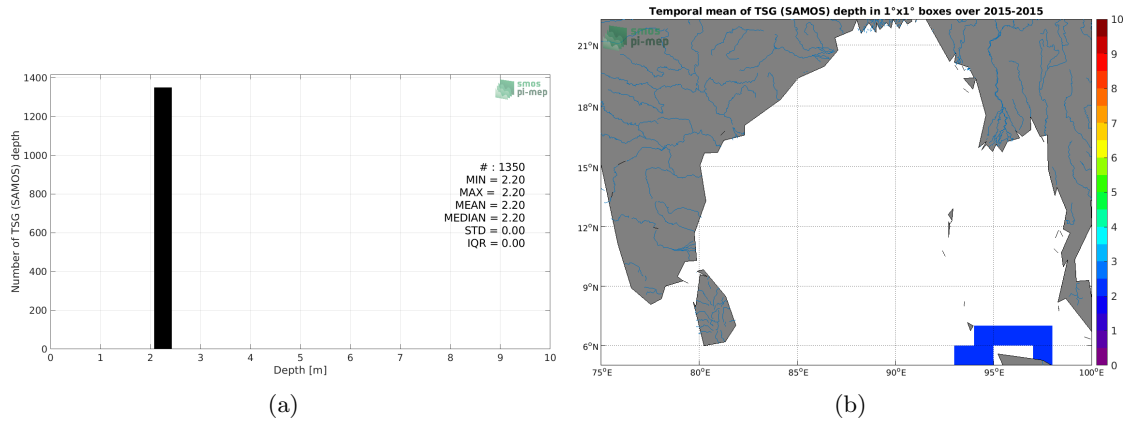 1400
1200
1000
800
600
400
200
0
Number of TSG (SAMOS) depth
smos
pi-mep
# : 1350
MIN = 2.20
MAX = 2.20
MEAN = 2.20
MEDIAN = 2.20
STD = 0.00
IQR = 0.00
0 1 2 3 4 5 6 7 8 9 10
Depth [m]
(a)
Temporal mean of TSG (SAMOS) depth in 1°x1° boxes over 2015-2015
smos
pi-mep
21°N
18°N
15°N
12°N
9°N
6°N
75°E 80°E 85°E 90°E 95°E 100°E
10
9
8
7
6
5
4
3
2
1
0
(b)